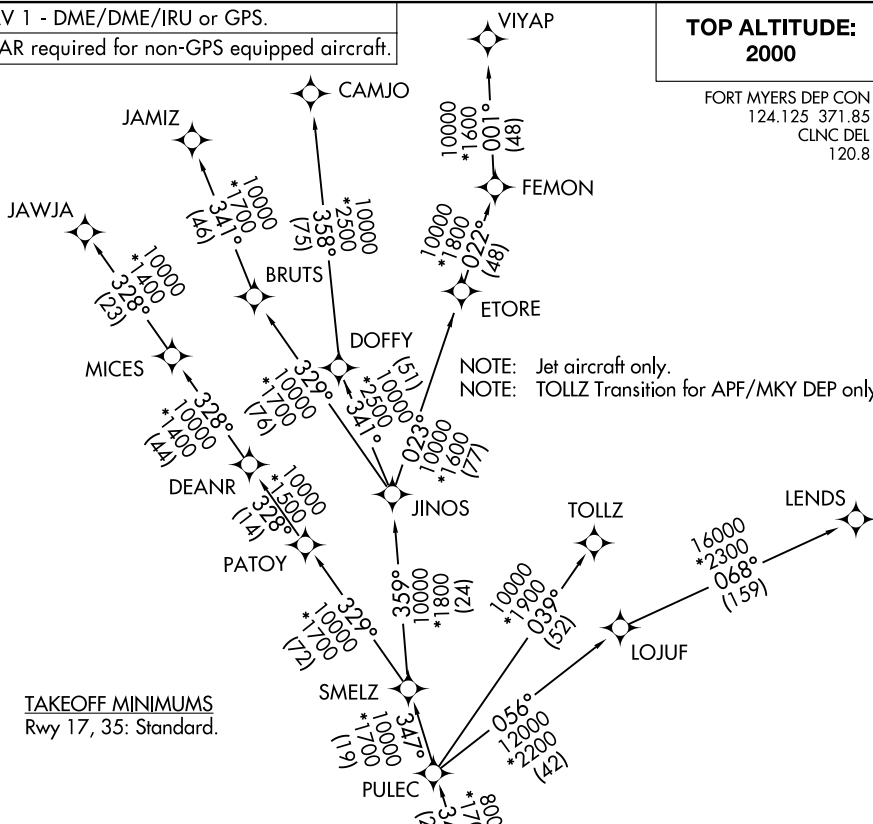 AV 1 - DME/DME/IRU or GPS.
AR required for non-GPS equipped aircraft.
TOP ALTITUDE:
2000
FORT MYERS DEP CON
124.125 371.85
CLNC DEL
120.8
VIYAP
10000
*1600
001°
(48)
CAMJO
JAMIZ
FEMON
10000
*2500
358°
(75)
10000
*1700
341°
(46)
10000
*1800
022°
(48)
JAWJA
10000
*1400
328°
(23)
BRUTS
ETORE
DOFFY
MICES
NOTE: Jet aircraft only.
NOTE: TOLLZ Transition for APF/MKY DEP only
329°
10000
*1700
(76)
(51)
10000
*2500
341°
023°
10000
*1600
(77)
328°
10000
*1400
(44)
DEANR
10000
*1500
328°
(14)
JINOS
TOLLZ
LENDS
16000
*2300
068°
(159)
PATOY
359°
10000
*1800
(24)
10000
*1900
039°
(52)
329°
10000
*1700
(72)
LOJUF
SMELZ
TAKEOFF MINIMUMS
Rwy 17, 35: Standard.
056°
12000
*2200
(42)
347°
10000
*1700
(19)
PULEC